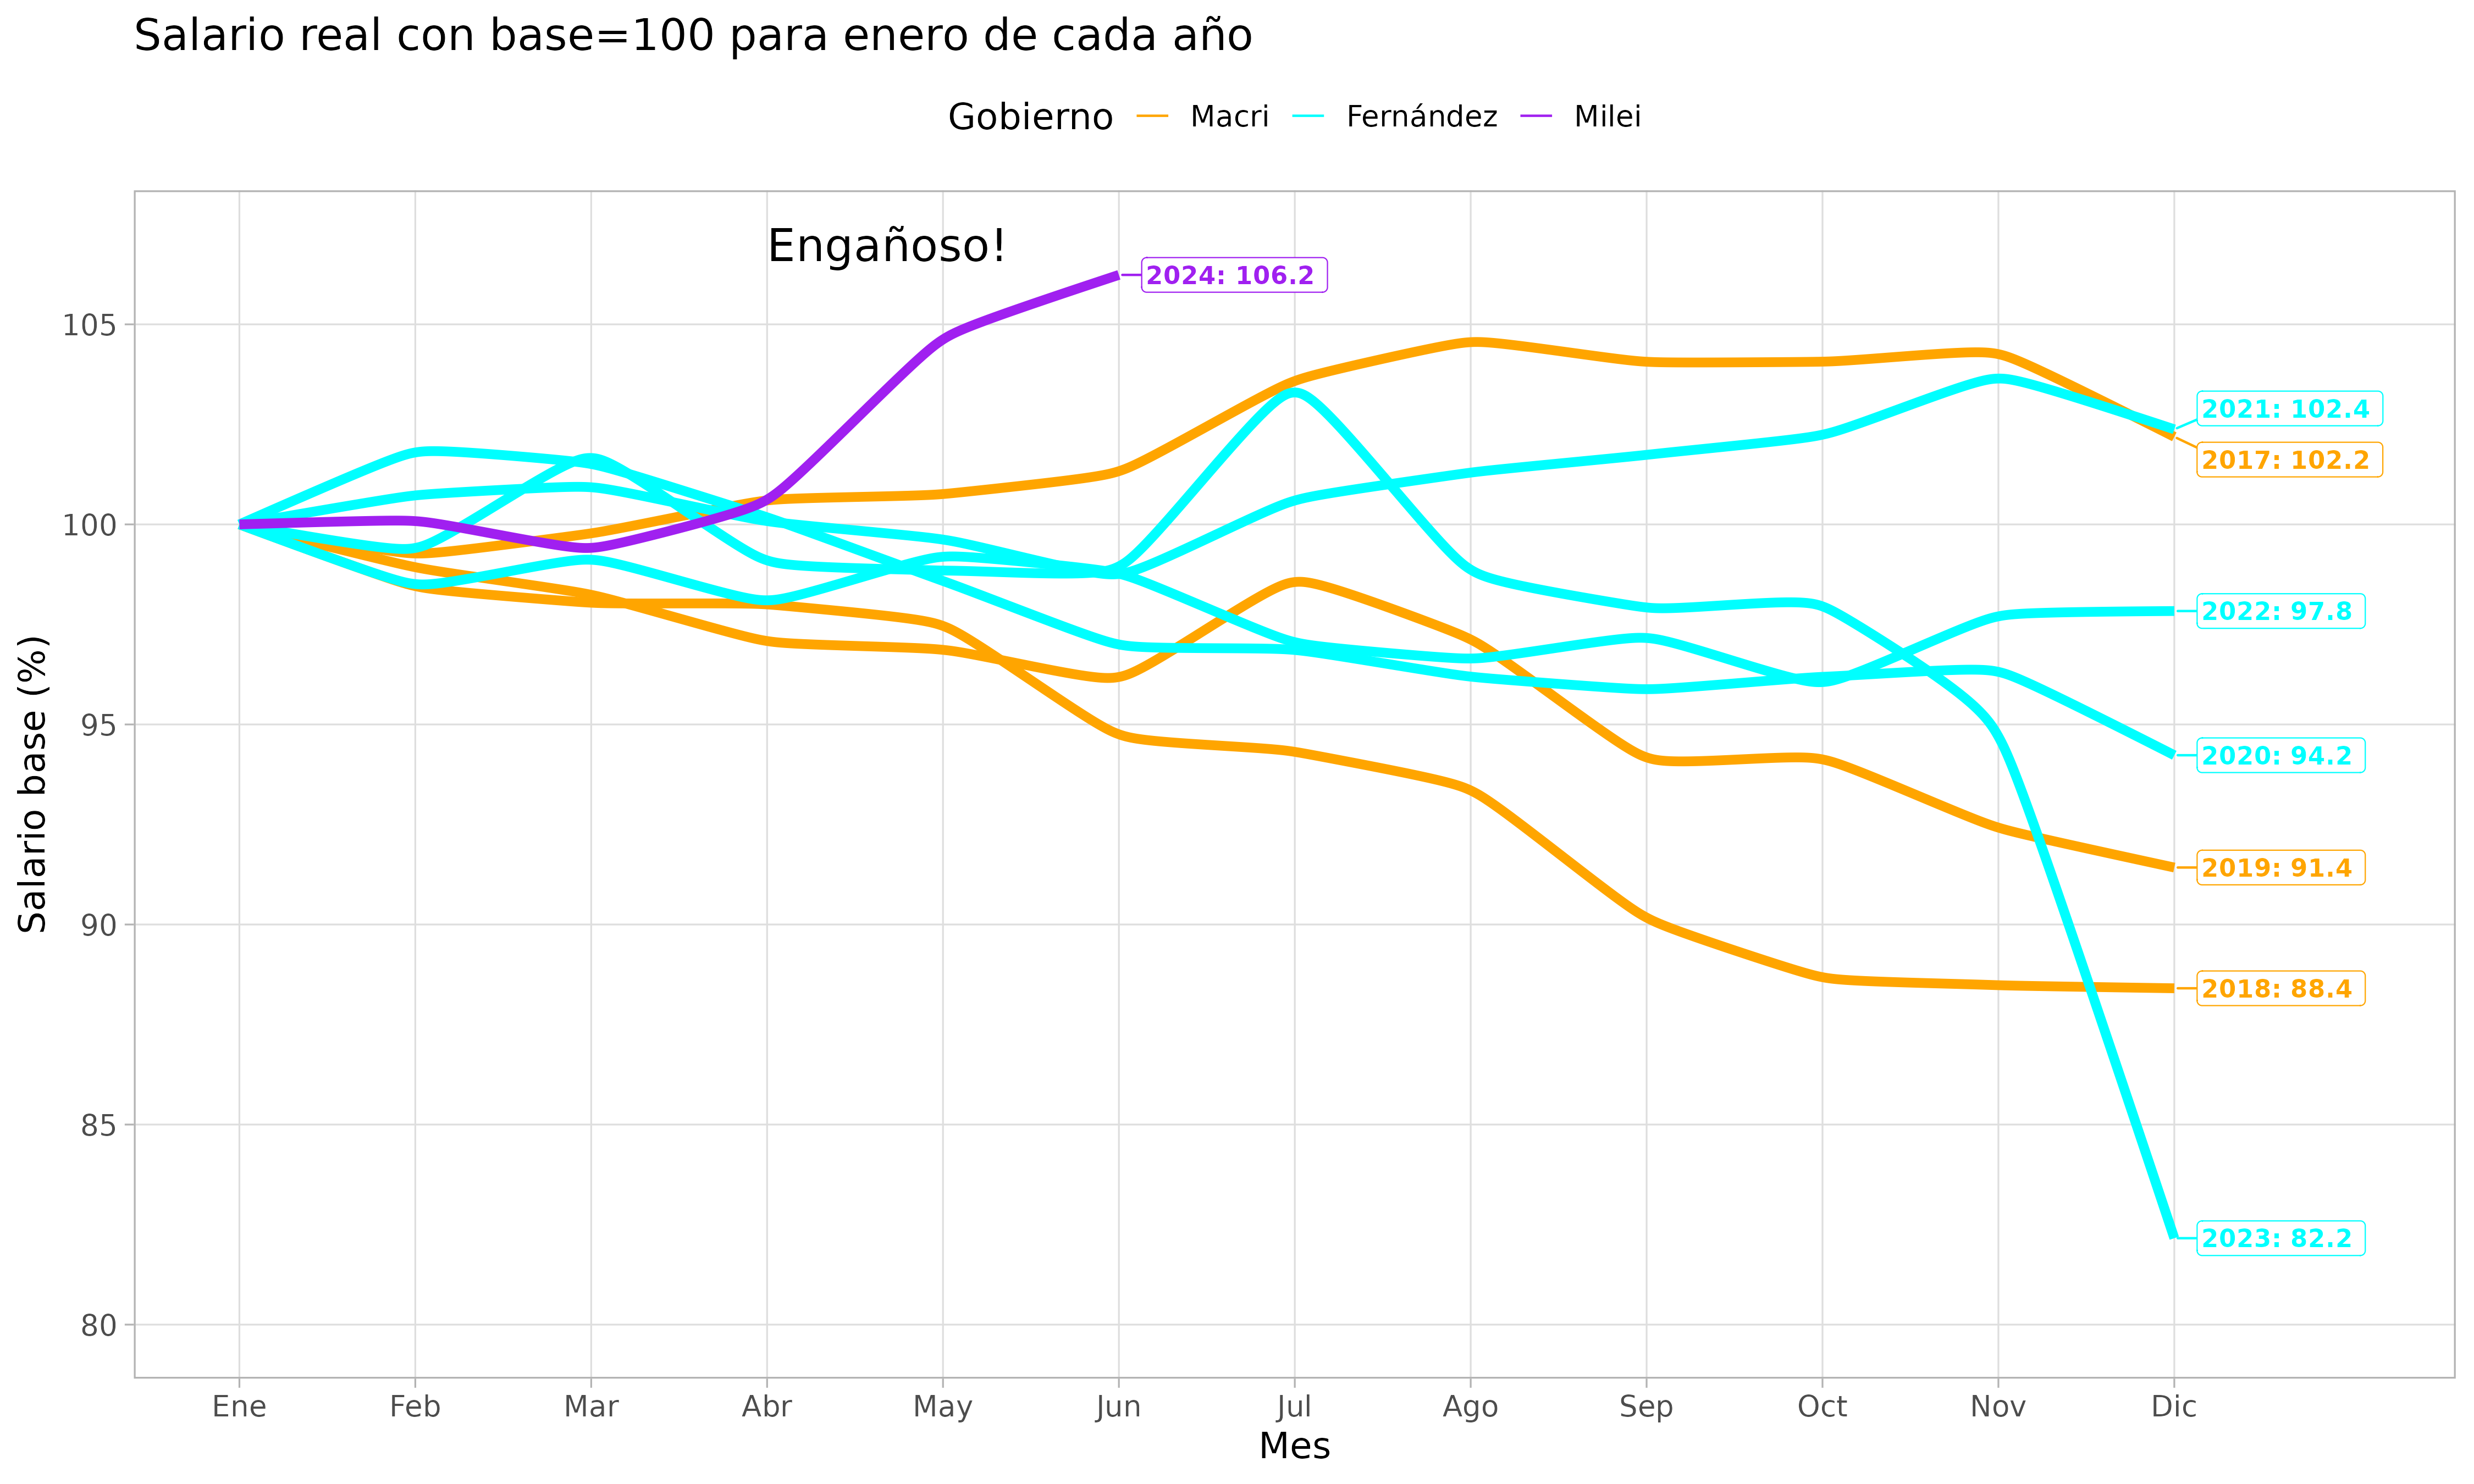 Salario real con base=100 para enero de cada año
Gobierno Macri Fernández Milei
Engañoso!
2024: 106.2
105
2021: 102.4
2017: 102.2
100
2022: 97.8
95
2020: 94.2
2019: 91.4
90
2018: 88.4
85
2023: 82.2
80
Salario base (%)
Ene Feb Mar Abr May Jun Jul Ago Sep Oct Nov Dic
Mes